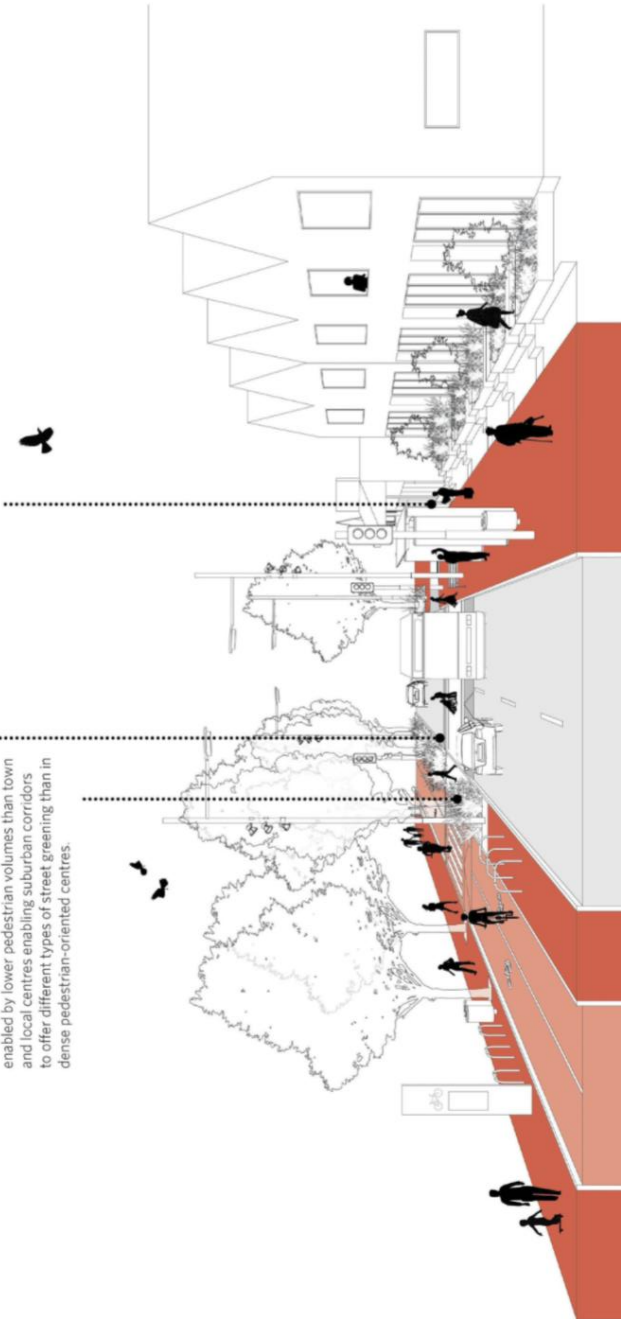 enabled by lower pedestrian volumes than town
and local centres enabling suburban corridors
to offer different types of street greening than in
dense pedestrian-oriented centres.